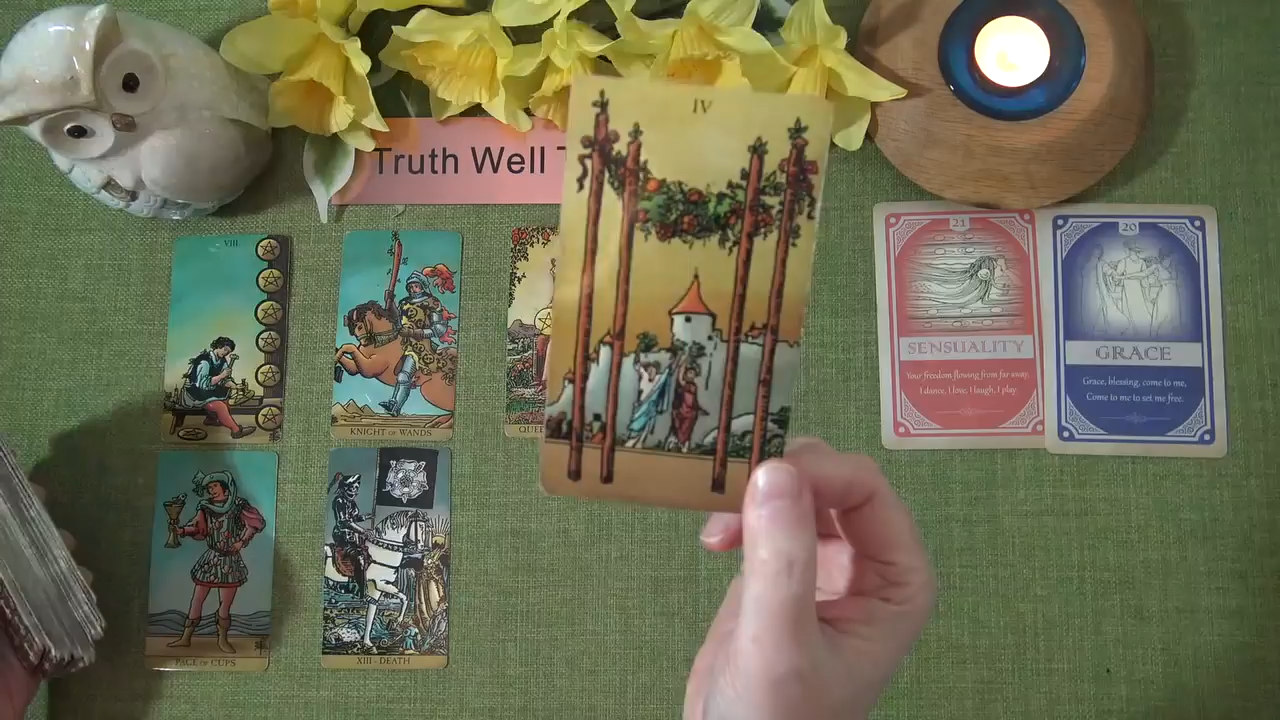 IV
Truth Well
VIII
KNIGHT OF WANDS
21
SENSUALITY
Your freedom flowing from far away,
I dance, I love, I laugh, I play.
20
GRACE
Grace, blessing, come to me,
Come to me to set me free.
PAGE OF CUPS
XIII - DEATH